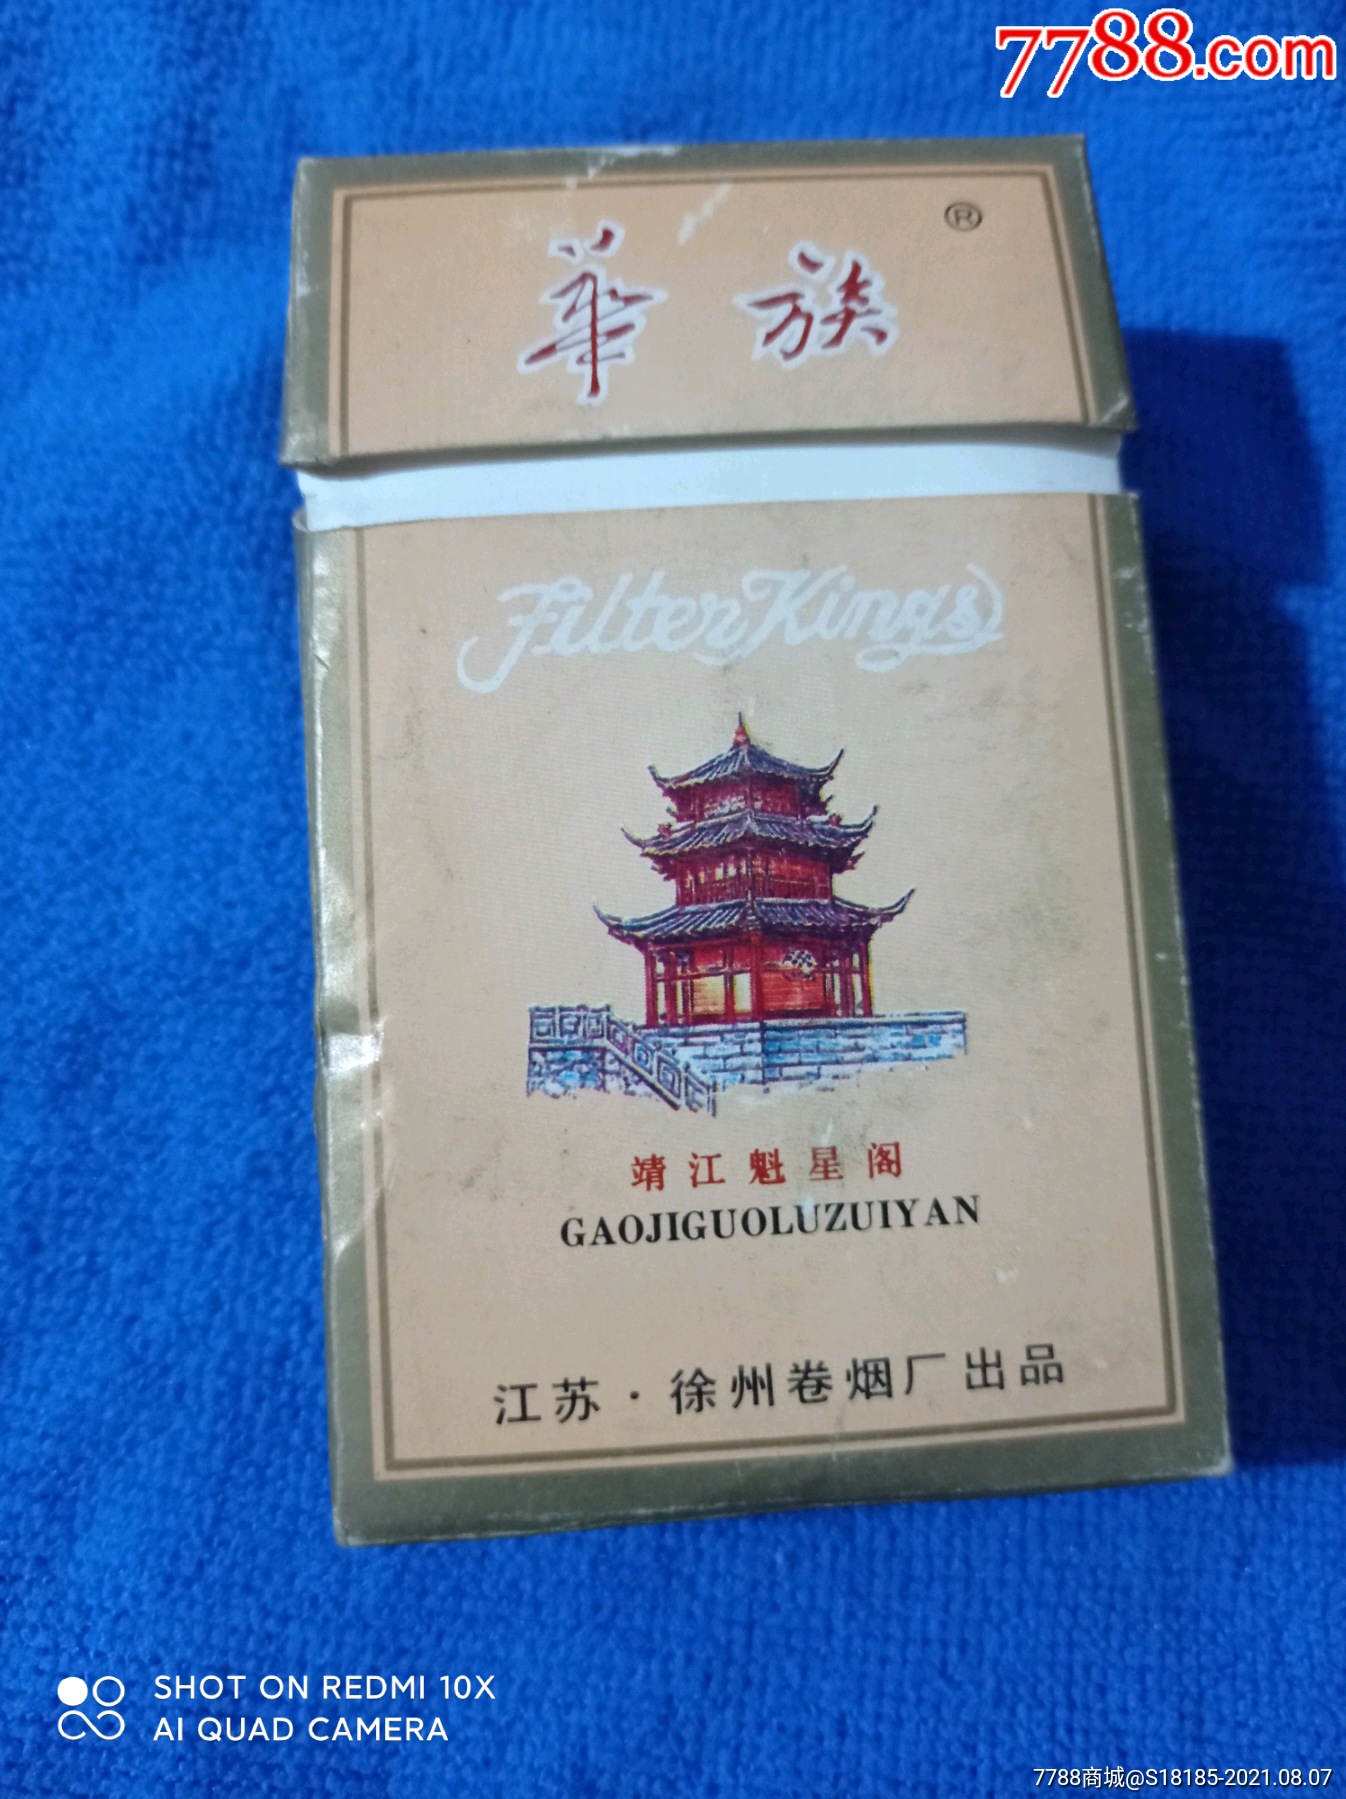 7788.com
華族
®
Filter Kings
靖江魁星阁
GAOJIGUOLUZUIYAN
江苏·徐州卷烟厂出品
SHOT ON REDMI 10X
AI QUAD CAMERA
7788商城@S18185-2021.08.07